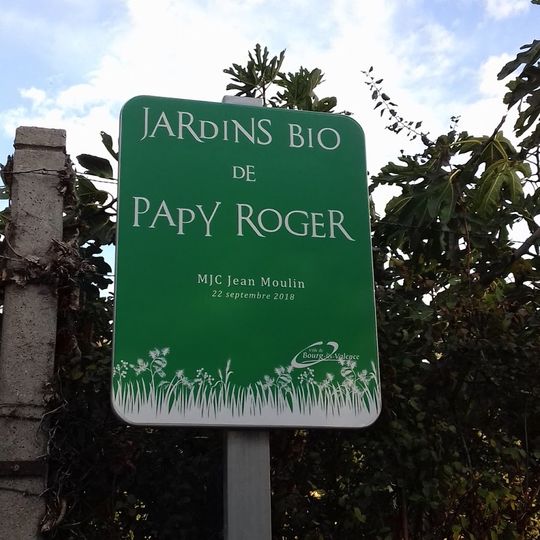 JARDINS BIO
DE
PAPY ROGER
MJC Jean Moulin
22 septembre 2018
Ville de
Bourg-lès-Valence